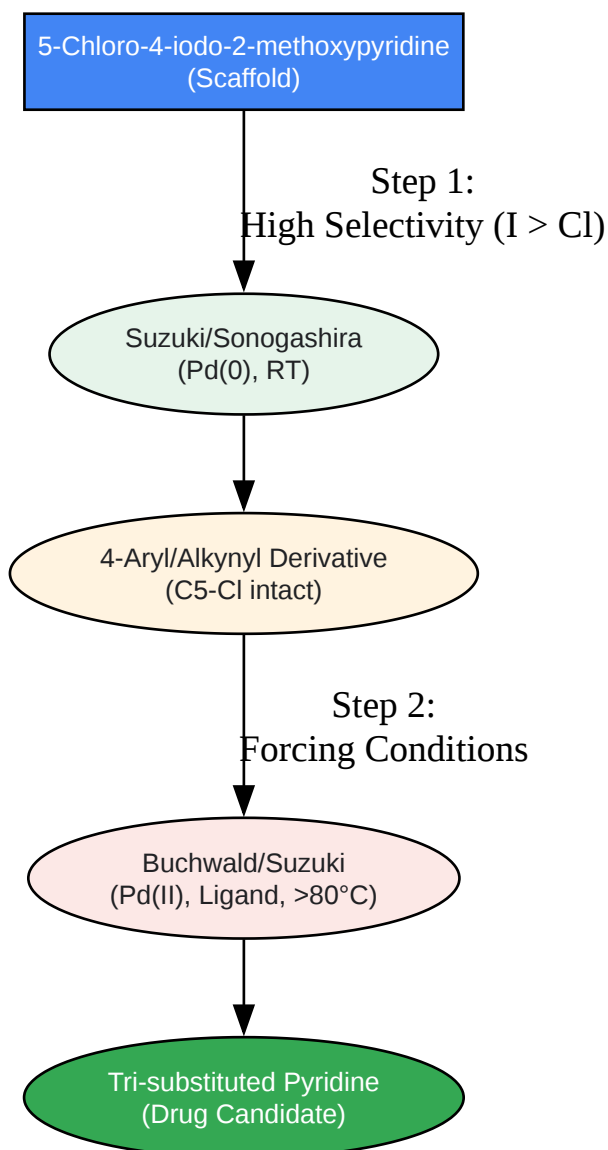 5-Chloro-4-iodo-2-methoxypyridine
(Scaffold)
Step 1:
High Selectivity (I > Cl)
Suzuki/Sonogashira
(Pd(0), RT)
4-Aryl/Alkynyl Derivative
(C5-Cl intact)
Step 2:
Forcing Conditions
Buchwald/Suzuki
(Pd(II), Ligand, >80°C)
Tri-substituted Pyridine
(Drug Candidate)